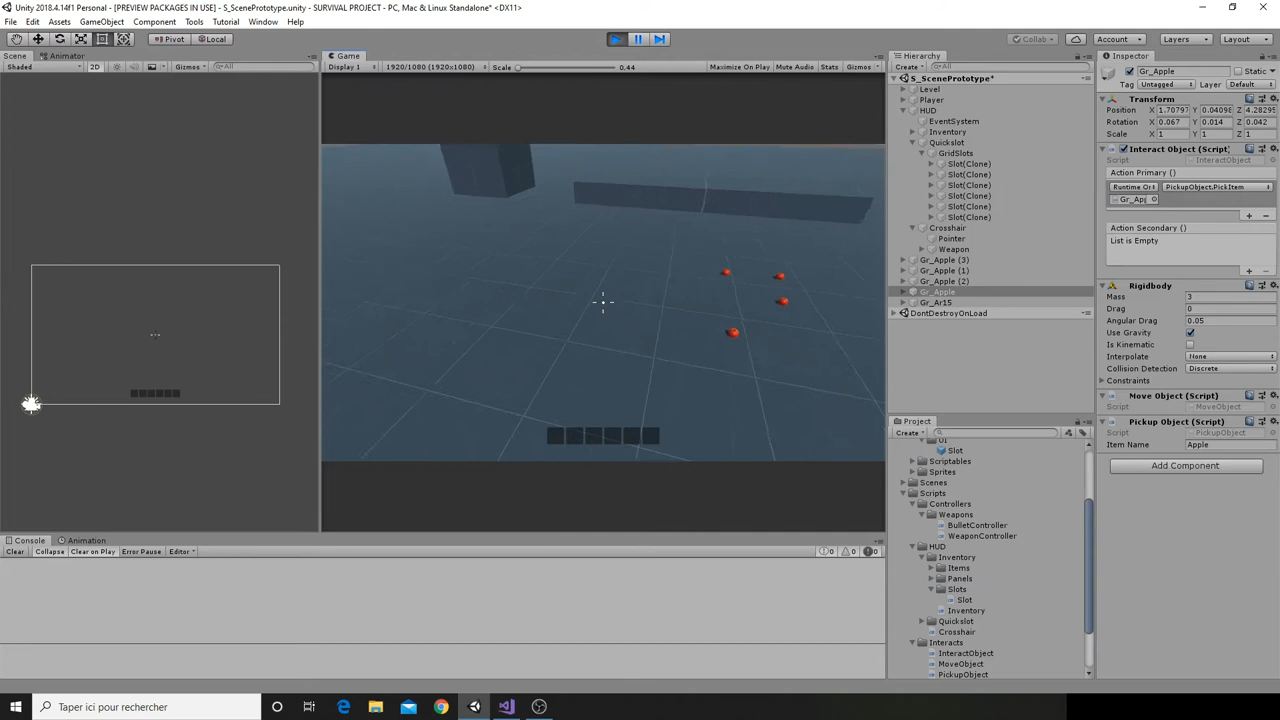 Unity 2018.4.14f1 Personal - [PREVIEW PACKAGES IN USE] - S_ScenePrototype.unity - SURVIVAL PROJECT - PC, Mac & Linux Standalone* <DX11>
File Edit Assets GameObject Component Tools Tutorial Window Help
Pivot Local Collab Account Layers Layout
Scene Animator
Shaded 2D Gizmos All
Game
Display 1 1920/1080 (1920x1080) Scale 0.44 Maximize On Play Mute Audio Stats Gizmos
Hierarchy
Create All
S_ScenePrototype*
Level
Player
HUD
EventSystem
Inventory
Quickslot
GridSlots
Slot(Clone)
Slot(Clone)
Slot(Clone)
Slot(Clone)
Slot(Clone)
Slot(Clone)
Crosshair
Pointer
Weapon
Gr_Apple (3)
Gr_Apple (1)
Gr_Apple (2)
Gr_Apple
Gr_Ar15
DontDestroyOnLoad
Inspector
Gr_Apple Static
Tag Untagged Layer Default
Transform
Position X 1.70797 Y 0.04098 Z 4.28295
Rotation X 0.067 Y 0.014 Z 0.042
Scale X 1 Y 1 Z 1
Interact Object (Script)
Script InteractObject
Action Primary ()
Runtime Or PickupObject.PickItem
Gr_Apl
Action Secondary ()
List is Empty
Rigidbody
Mass 3
Drag 0
Angular Drag 0.05
Use Gravity
Is Kinematic
Interpolate None
Collision Detection Discrete
Constraints
Move Object (Script)
Script MoveObject
Pickup Object (Script)
Script PickupObject
Item Name Apple
Add Component
Project
Create
UI
Slot
Scriptables
Sprites
Scenes
Scripts
Controllers
Weapons
BulletController
WeaponController
HUD
Inventory
Items
Panels
Slots
Slot
Inventory
Quickslot
Crosshair
Interacts
InteractObject
MoveObject
PickupObject
Console Animation
Clear Collapse Clear on Play Error Pause Editor 0 0 0
Taper ici pour rechercher